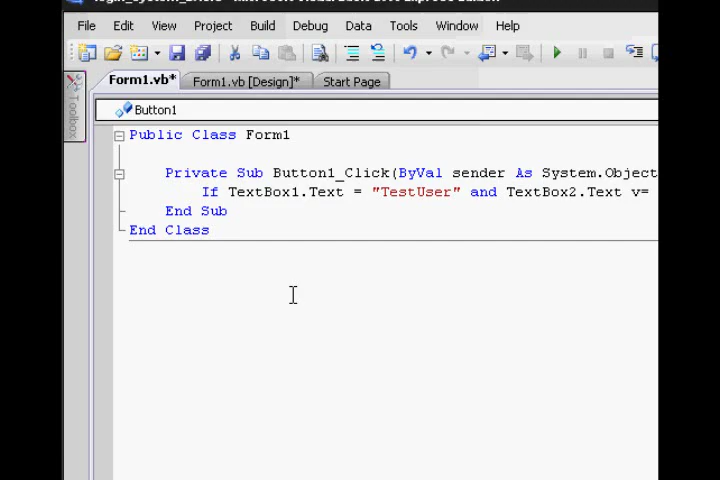 File Edit View Project Build Debug Data Tools Window Help
Form1.vb* Form1.vb [Design]* Start Page
Toolbox
Button1
Public Class Form1
Private Sub Button1_Click(ByVal sender As System.Object
If TextBox1.Text = "TestUser" and TextBox2.Text v=
End Sub
End Class